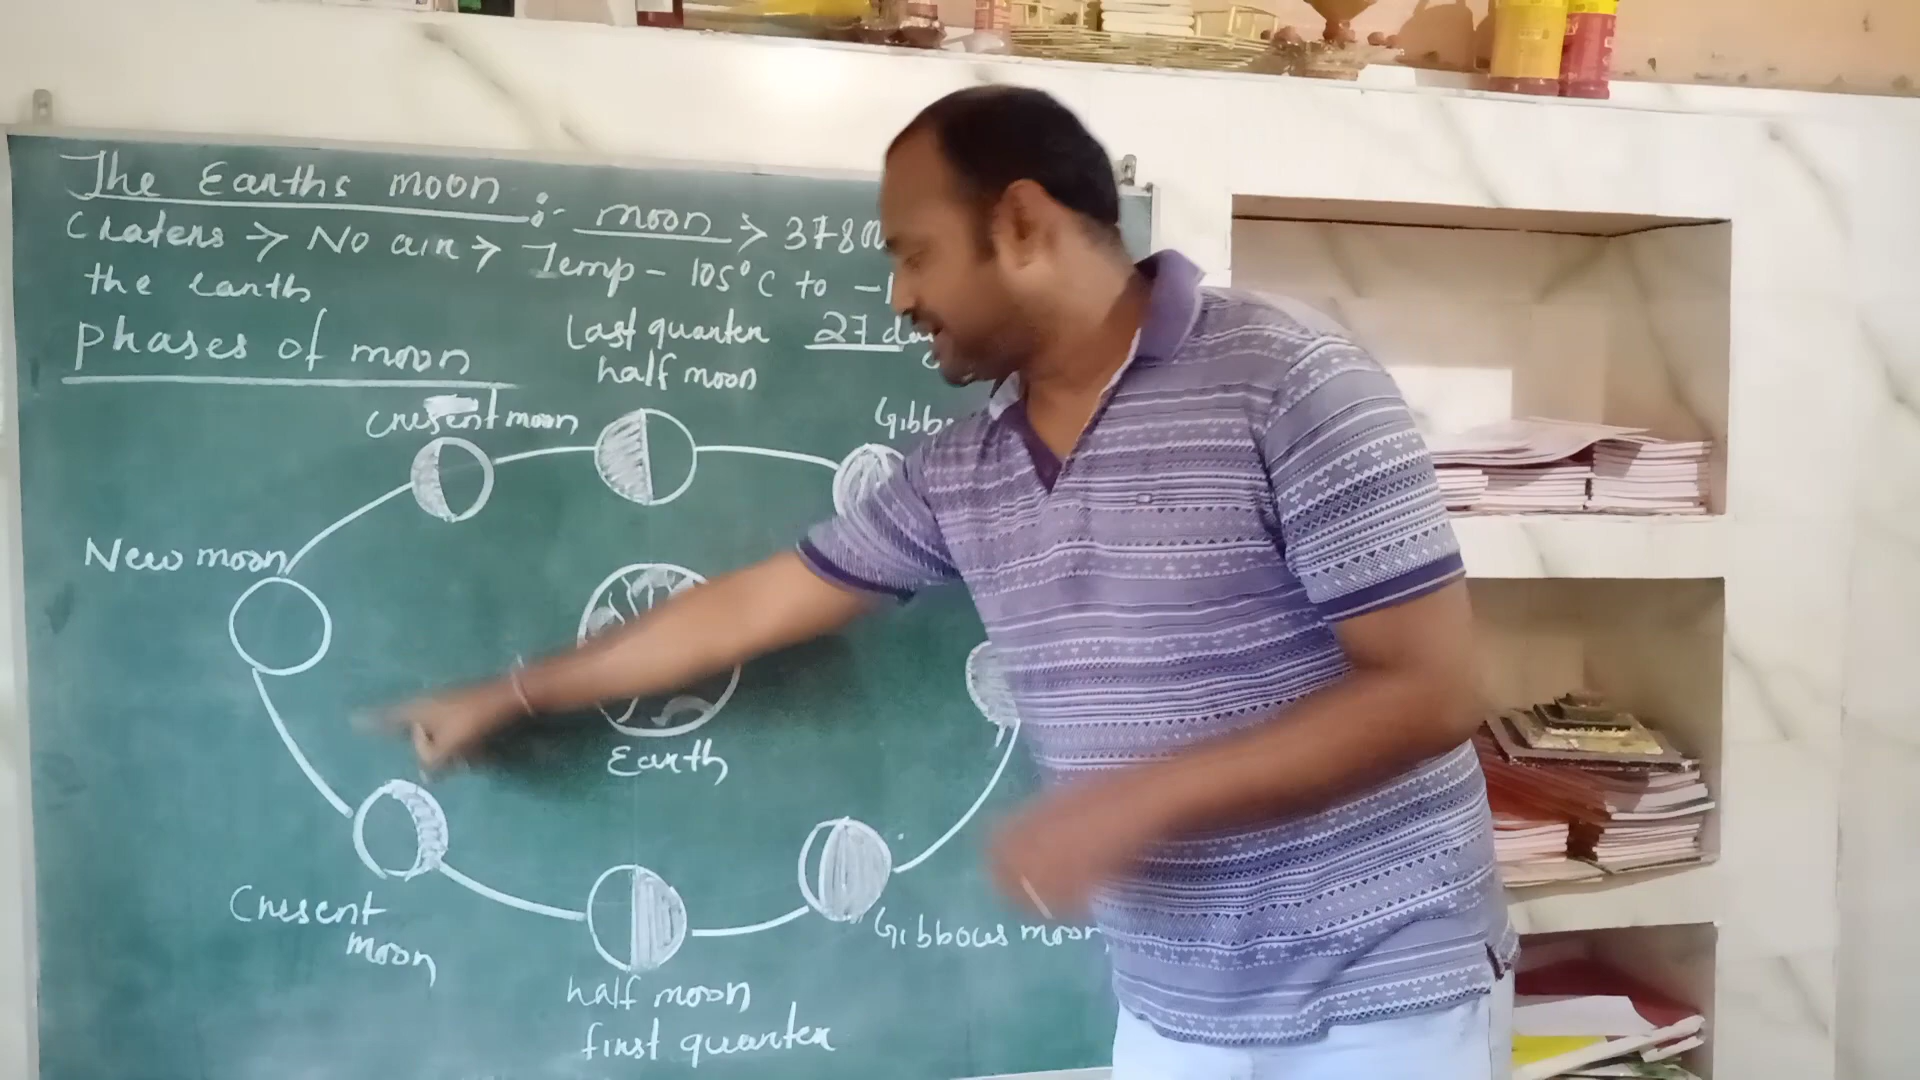 The Earths moon :- moon → 378
Craters → No air → Temp - 105°C to -1
the earth
phases of moon
Last quarter 27
half moon
Cresent moon
New moon
Earth
Cresent
moon
Gibbous moon
half moon
first quarter